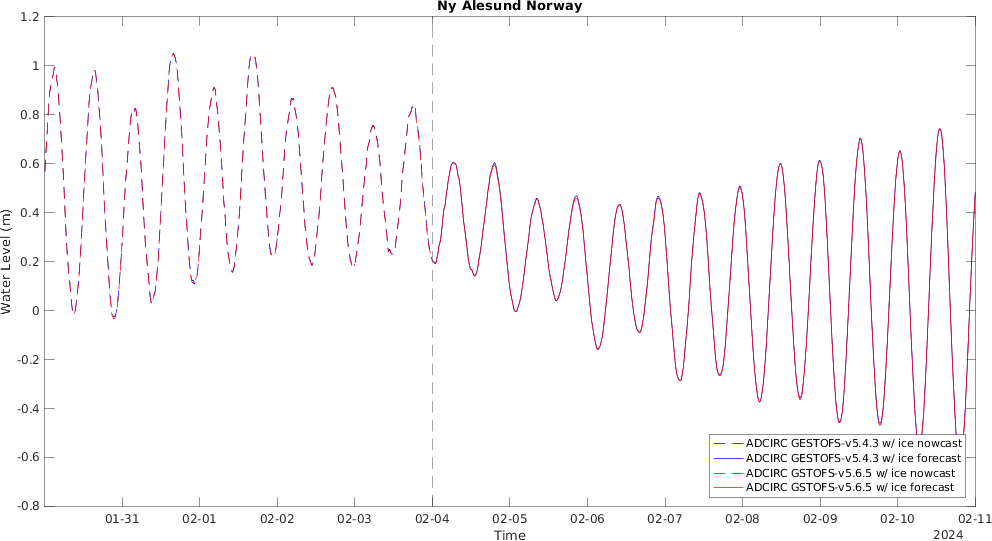 Ny Alesund Norway
Water Level (m)
1.2
1
0.8
0.6
0.4
0.2
0
-0.2
-0.4
-0.6
-0.8
ADCIRC GESTOFS-v5.4.3 w/ ice nowcast
ADCIRC GESTOFS-v5.4.3 w/ ice forecast
ADCIRC GSTOFS-v5.6.5 w/ ice nowcast
ADCIRC GSTOFS-v5.6.5 w/ ice forecast
01-31 02-01 02-02 02-03 02-04 02-05 02-06 02-07 02-08 02-09 02-10 02-11
Time
2024